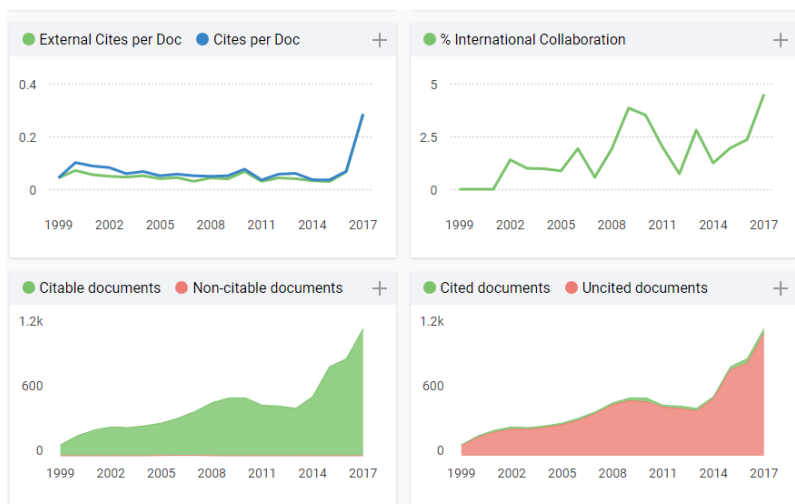 External Cites per Doc Cites per Doc +
0.4
0.2
0
1999 2002 2005 2008 2011 2014 2017
% International Collaboration +
5
2.5
0
1999 2002 2005 2008 2011 2014 2017
Citable documents Non-citable documents +
1.2k
600
0
1999 2002 2005 2008 2011 2014 2017
Cited documents Uncited documents +
1.2k
600
0
1999 2002 2005 2008 2011 2014 2017